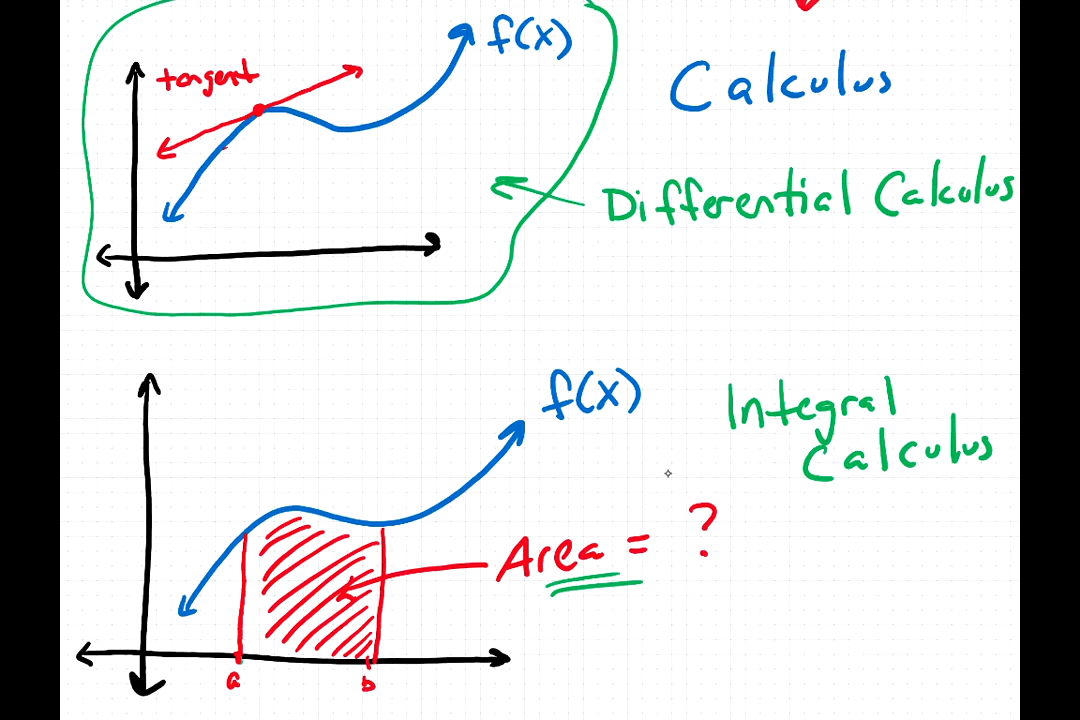 f(x)
tangent
Calculus
Differential Calculus
f(x)
Integral
Calculus
Area = ?
a
b